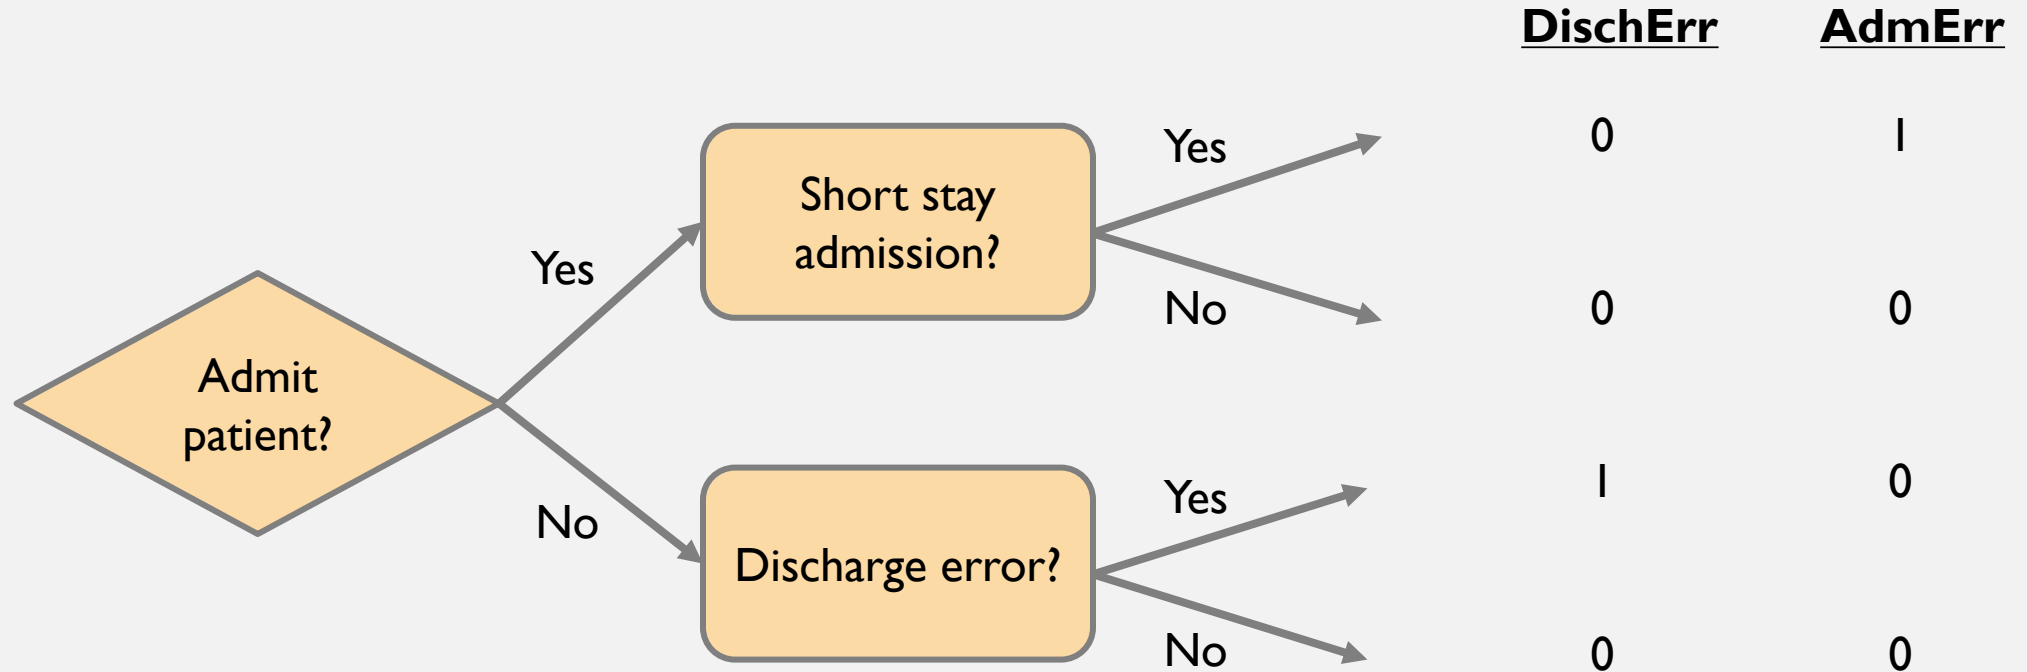 DischErr AdmErr
Yes 0 1
Short stay
admission?
Yes
No 0 0
Admit
patient?
Yes 1 0
No
Discharge error?
No 0 0